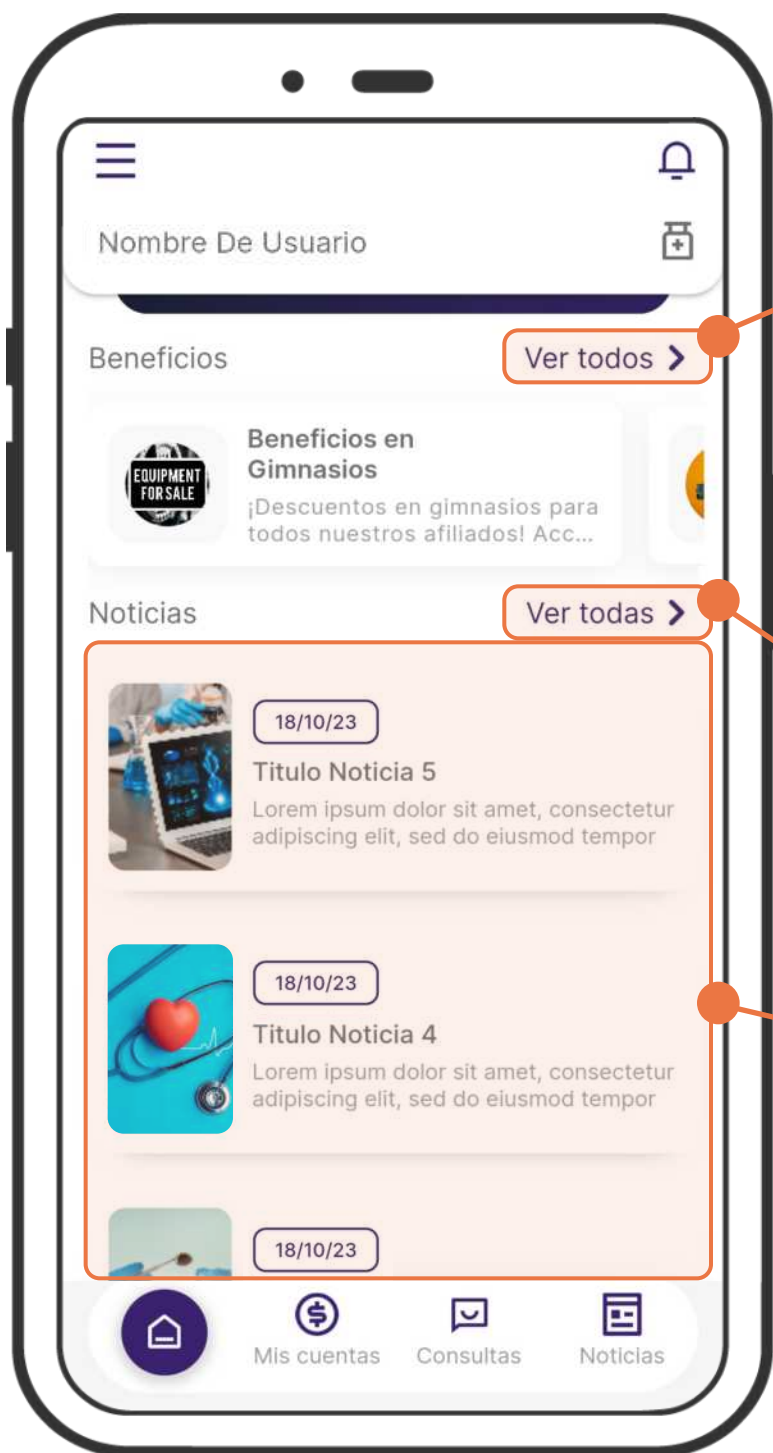 Nombre De Usuario
Beneficios
Ver todos
EQUIPMENT
FOR SALE
Beneficios en
Gimnasios
¡Descuentos en gimnasios para
todos nuestros afiliados! Acc...
Noticias
Ver todas
18/10/23
Titulo Noticia 5
Lorem ipsum dolor sit amet, consectetur
adipiscing elit, sed do eiusmod tempor
18/10/23
Titulo Noticia 4
Lorem ipsum dolor sit amet, consectetur
adipiscing elit, sed do eiusmod tempor
18/10/23
Mis cuentas
Consultas
Noticias